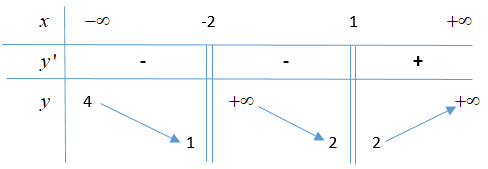 x −∞ -2 1 +∞
y' - - +
y 4 +∞ +∞
1 2 2